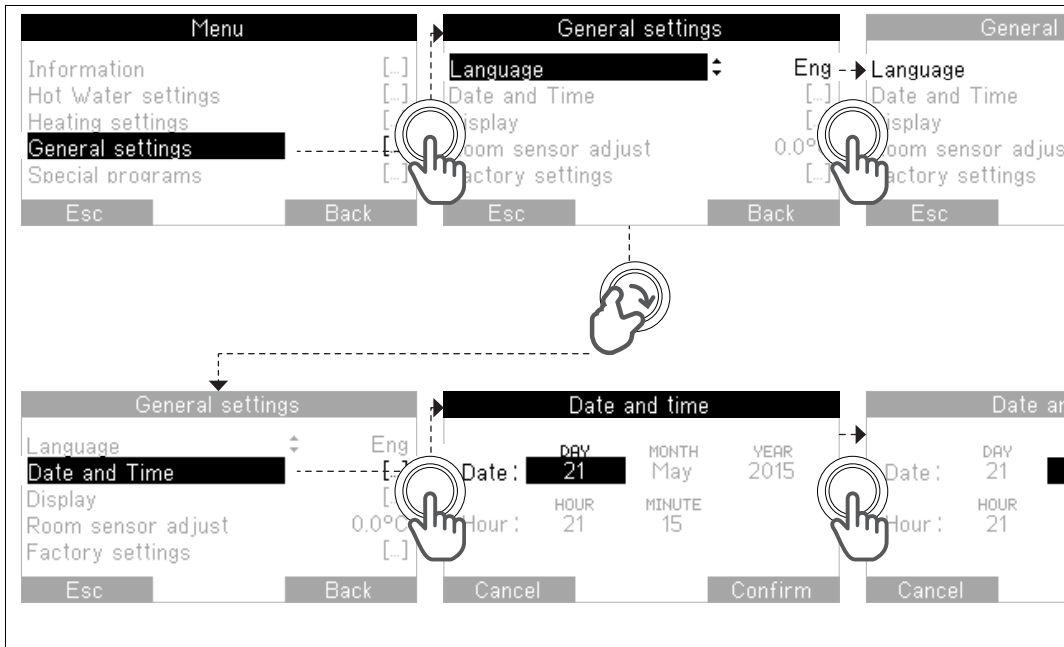 Menu
Information [...]
Hot Water settings [...]
Heating settings
General settings
Special programs [...]
Esc Back
General settings
Language Eng
Date and Time [...]
isplay
oom sensor adjust 0.0°
actory settings [...]
Esc Back
General
Language
Date and Time
isplay
oom sensor adjus
actory settings
Esc
General settings
Language Eng
Date and Time [...]
Display
Room sensor adjust 0.0°C
Factory settings [...]
Esc Back
Date and time
DAY MONTH YEAR
Date: 21 May 2015
HOUR MINUTE
Hour: 21 15
Cancel Confirm
Date an
DAY
Date: 21
HOUR
Hour: 21
Cancel